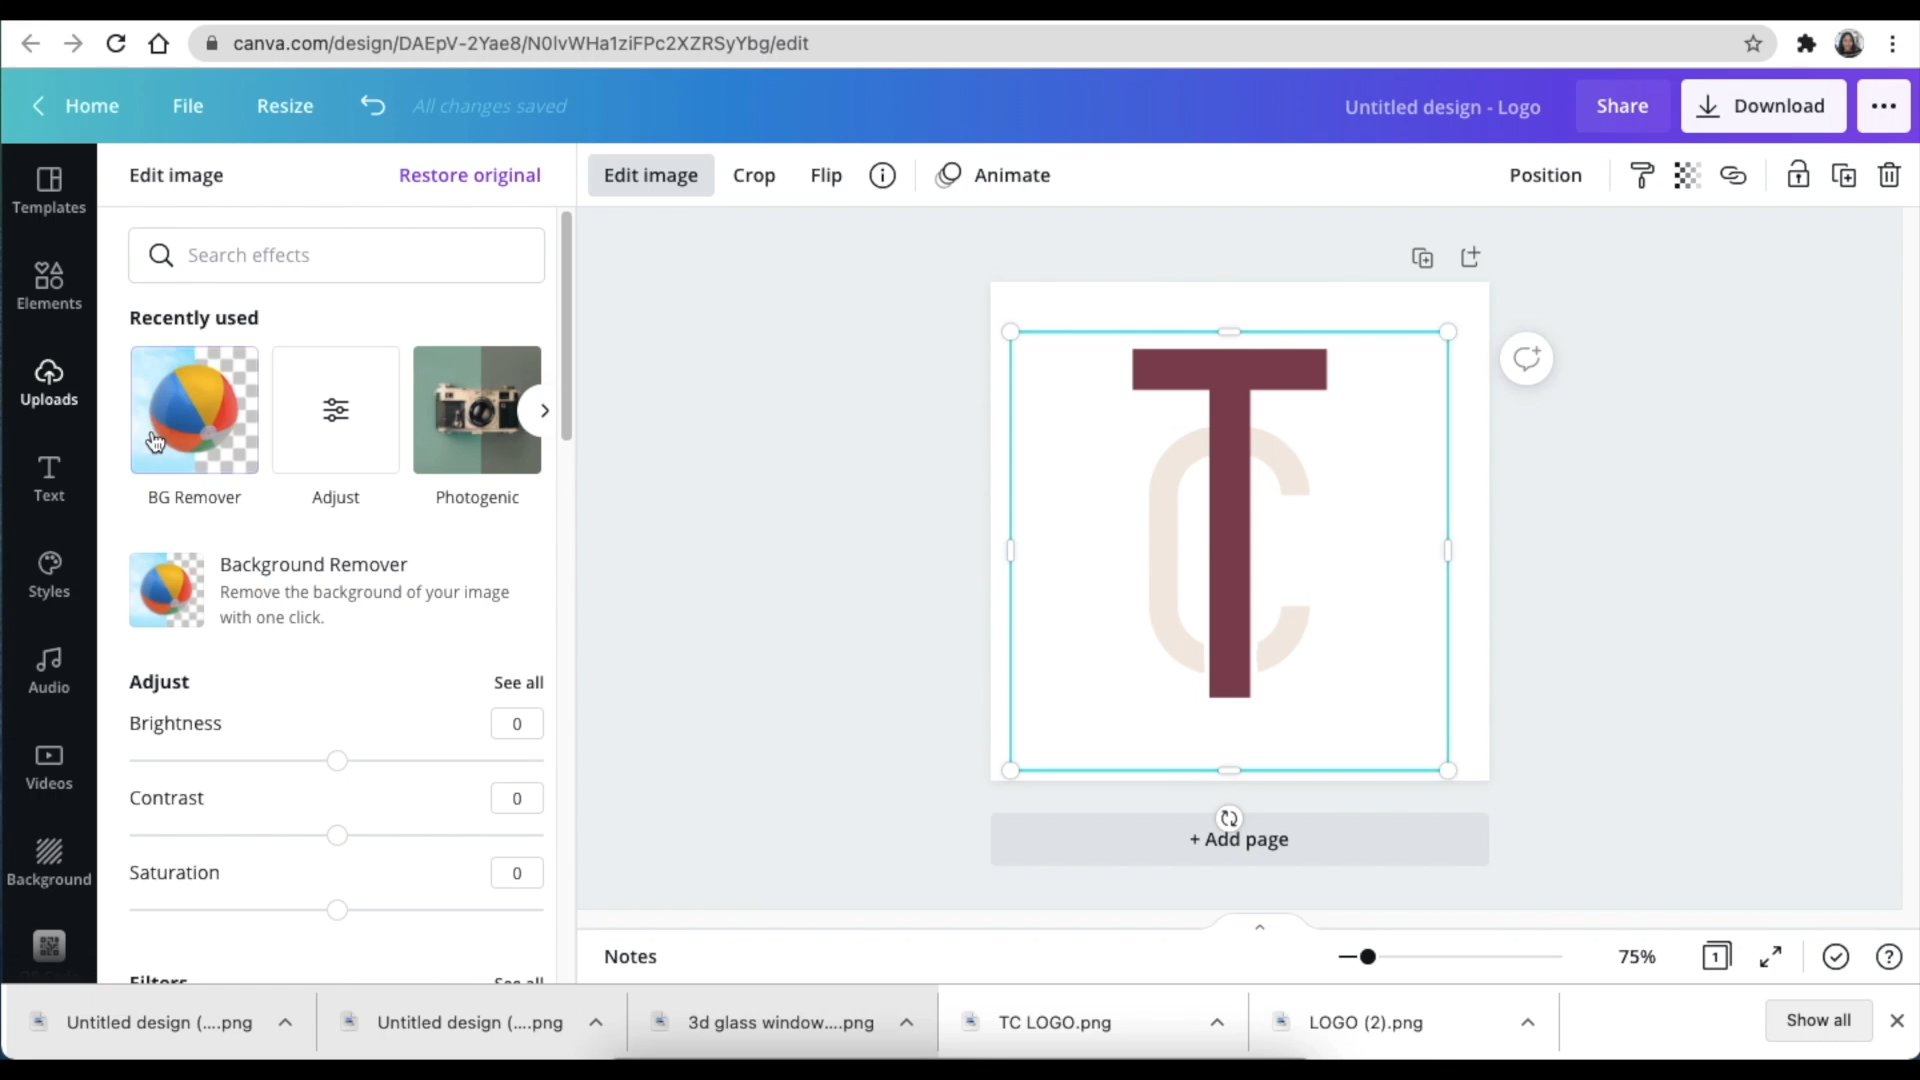 canva.com/design/DAEpV-2Yae8/N0lvWHa1ziFPc2XZRSyYbg/edit
Home
File
Resize
All changes saved
Untitled design - Logo
Share
Download
Templates
Elements
Uploads
Text
Styles
Audio
Videos
Background
Edit image
Restore original
Search effects
Recently used
BG Remover
Adjust
Photogenic
Background Remover
Remove the background of your image
with one click.
Adjust
See all
Brightness
0
Contrast
0
Saturation
0
Filters
See all
Edit image
Crop
Flip
Animate
Position
T
C
+ Add page
Notes
75%
1
Untitled design (....png
Untitled design (....png
3d glass window....png
TC LOGO.png
LOGO (2).png
Show all